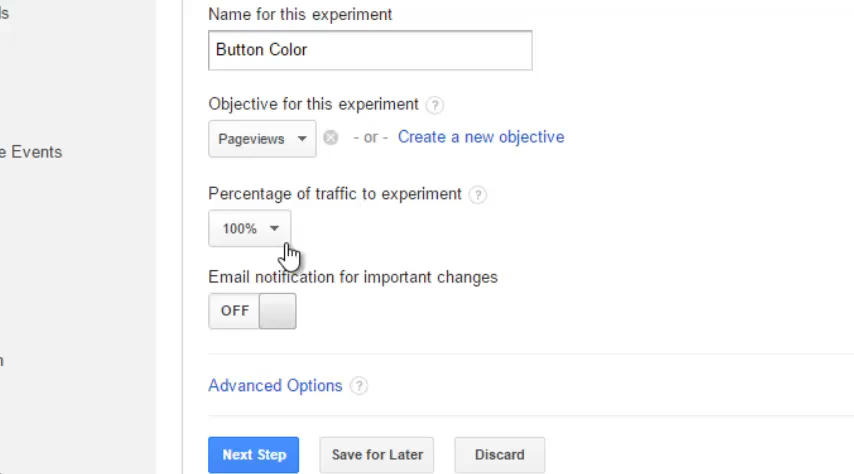 ls
Name for this experiment
Button Color
Objective for this experiment ?
Pageviews - or - Create a new objective
e Events
Percentage of traffic to experiment ?
100%
Email notification for important changes
OFF
n
Advanced Options ?
Next Step Save for Later Discard